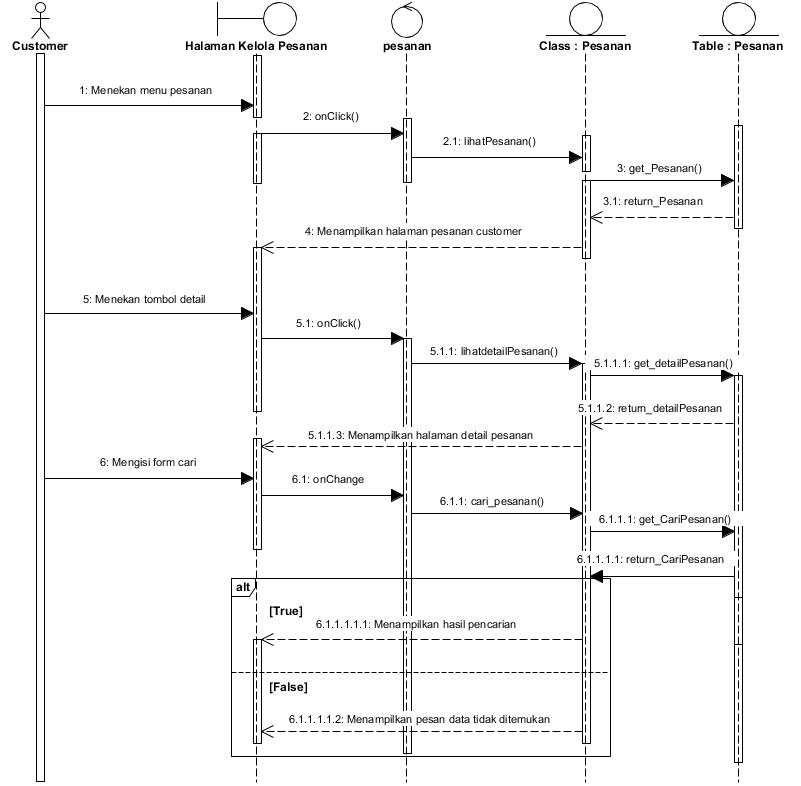 Customer
Halaman Kelola Pesanan
pesanan
Class : Pesanan
Table : Pesanan
1: Menekan menu pesanan
2: onClick()
2.1: lihatPesanan()
3: get_Pesanan()
3.1: return_Pesanan
4: Menampilkan halaman pesanan customer
5: Menekan tombol detail
5.1: onClick()
5.1.1: lihatdetailPesanan()
5.1.1.1: get_detailPesanan()
5.1.1.2: return_detailPesanan
5.1.1.3: Menampilkan halaman detail pesanan
6: Mengisi form cari
6.1: onChange
6.1.1: cari_pesanan()
6.1.1.1: get_CariPesanan()
6.1.1.1.1: return_CariPesanan
alt
[True]
6.1.1.1.1.1: Menampilkan hasil pencarian
[False]
6.1.1.1.1.2: Menampilkan pesan data tidak ditemukan